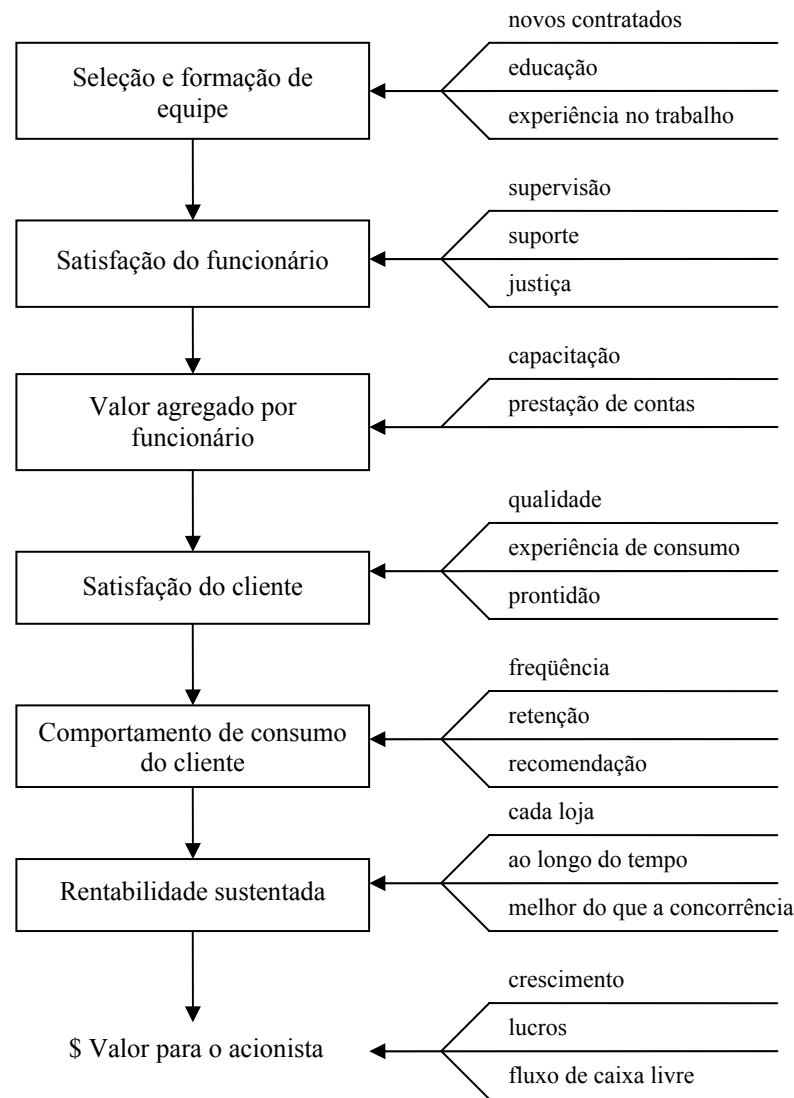 novos contratados
Seleção e formação de
equipe
educação
experiência no trabalho
supervisão
Satisfação do funcionário
suporte
justiça
capacitação
Valor agregado por
funcionário
prestação de contas
qualidade
Satisfação do cliente
experiência de consumo
prontidão
freqüência
Comportamento de consumo
do cliente
retenção
recomendação
cada loja
Rentabilidade sustentada
ao longo do tempo
melhor do que a concorrência
crescimento
$ Valor para o acionista
lucros
fluxo de caixa livre